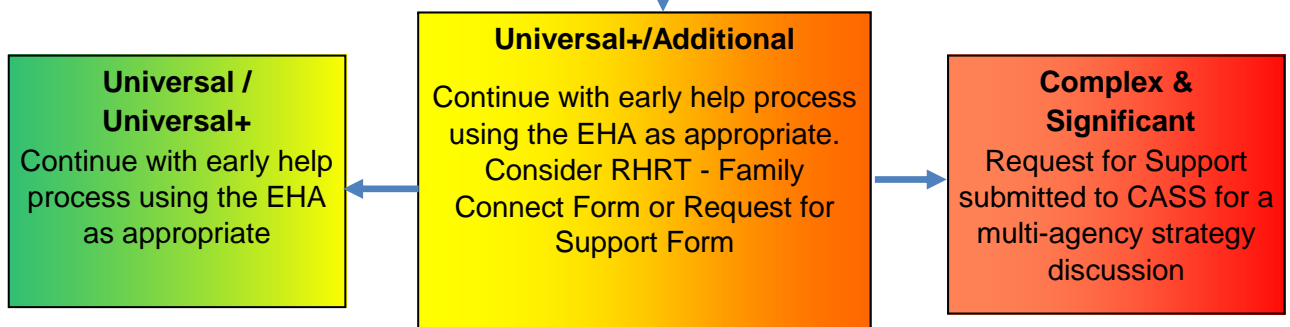 Universal /
Universal+
Continue with early help
process using the EHA
as appropriate
Universal+/Additional
Continue with early help process
using the EHA as appropriate.
Consider RHRT - Family
Connect Form or Request for
Support Form
Complex &
Significant
Request for Support
submitted to CASS for a
multi-agency strategy
discussion